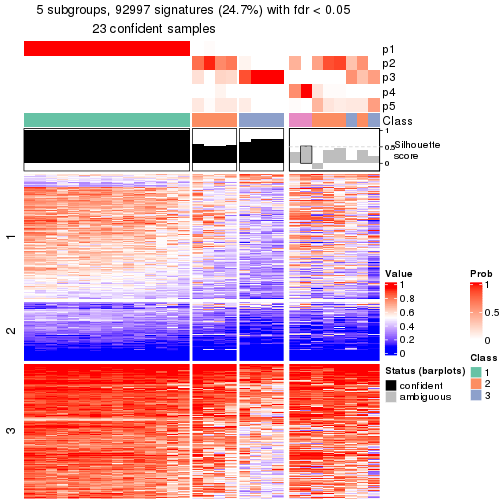 5 subgroups, 92997 signatures (24.7%) with fdr < 0.05
23 confident samples
p1
p2
p3
p4
p5
Class
1
0.5
0
Silhouette
score
1
2
3
Value
1
0.8
0.6
0.4
0.2
0
Status (barplots)
confident
ambiguous
Prob
1
0.5
0
Class
1
2
3